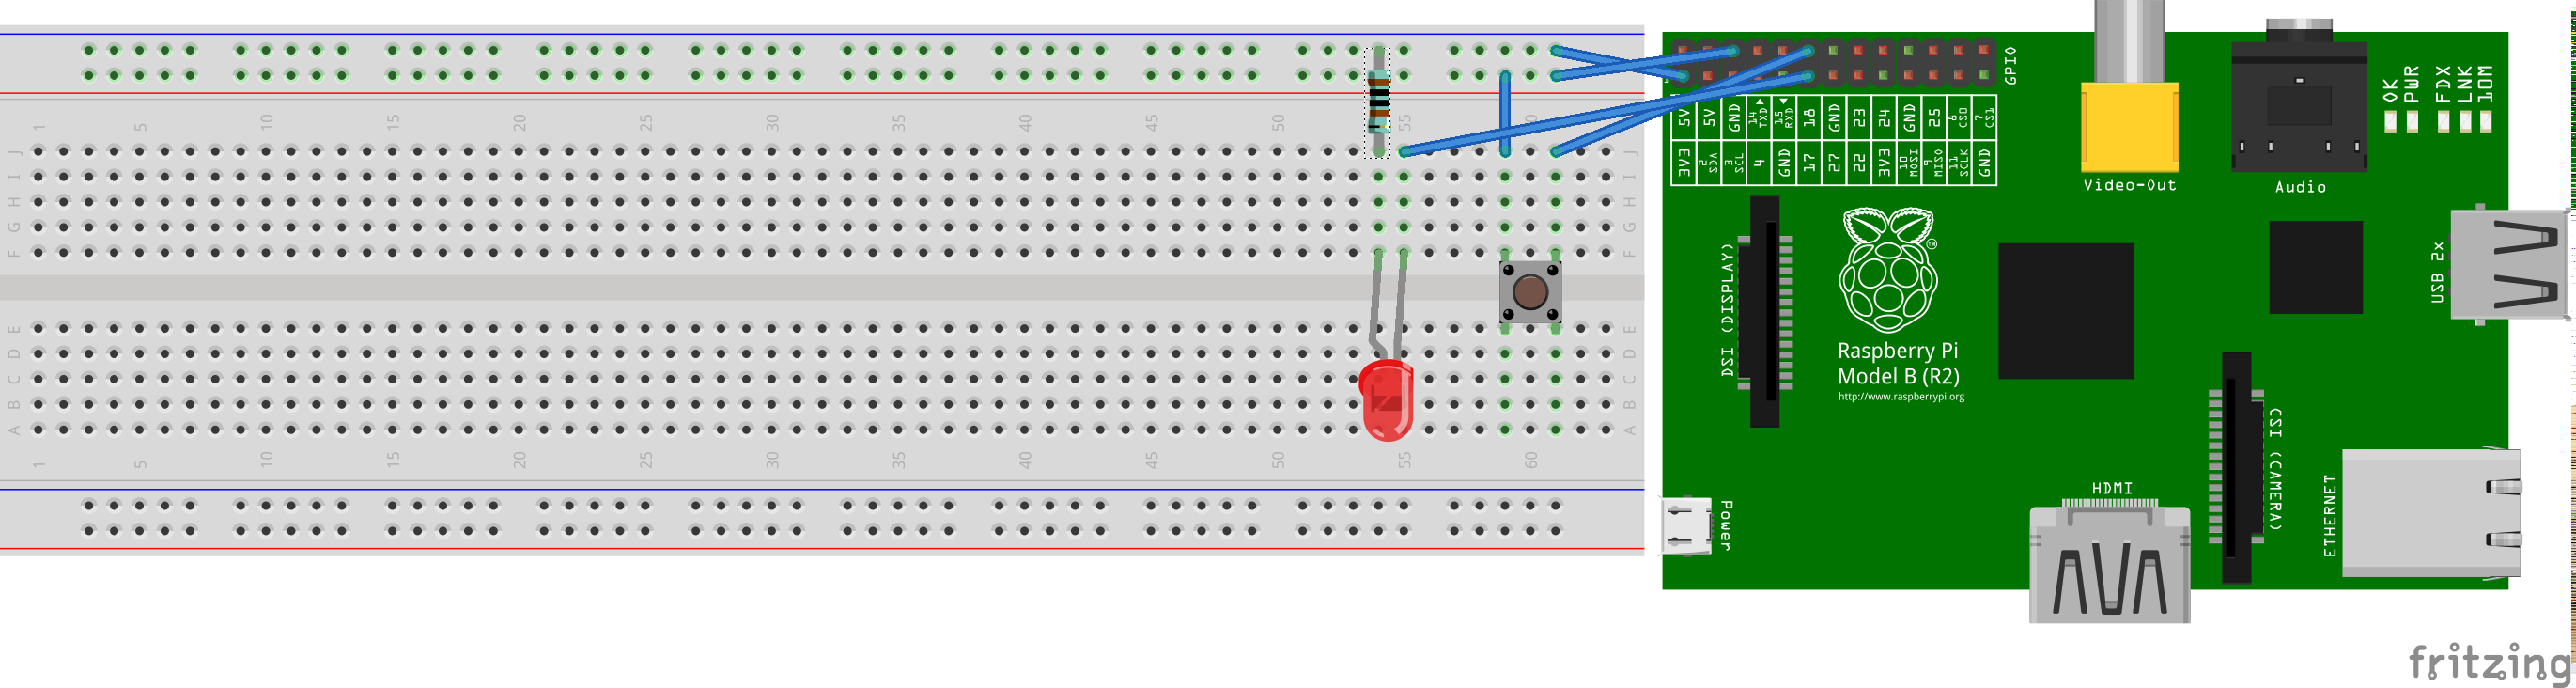 1 5 10 15 20 25 30 35 40 45 50 55 60
J J
I I
H H
G G
F F
E E
D D
C C
B B
A A
1 5 10 15 20 25 30 35 40 45 50 55 60
GPIO
5V 5V GND 14 TXD 15 RXD 18 GND 23 24 GND 25 8 CS0 7 CS1
3V3 2 SDA 3 SCL 4 GND 17 27 22 3V3 10 MOSI 9 MISO 11 SCLK GND
OK PWR FDX LNK 10M
Video-Out
Audio
DSI (DISPLAY)
TM
Raspberry Pi
Model B (R2)
http://www.raspberrypi.org
USB 2x
CSI (CAMERA)
Power
HDMI
ETHERNET
fritzing